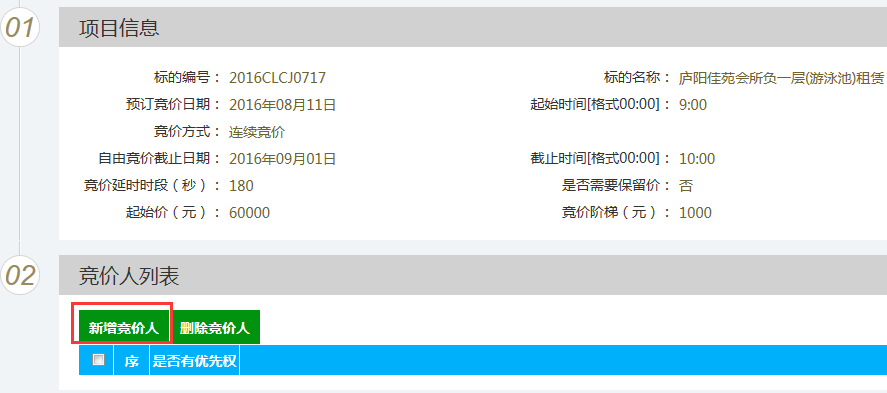 01 项目信息
标的编号： 2016CLCJ0717 标的名称： 庐阳佳苑会所负一层(游泳池)租赁
预订竞价日期： 2016年08月11日 起始时间[格式00:00]： 9:00
竞价方式： 连续竞价
自由竞价截止日期： 2016年09月01日 截止时间[格式00:00]： 10:00
竞价延时时段（秒）： 180 是否需要保留价： 否
起始价（元）： 60000 竞价阶梯（元）： 1000
02 竞价人列表
新增竞价人 删除竞价人
序 是否有优先权